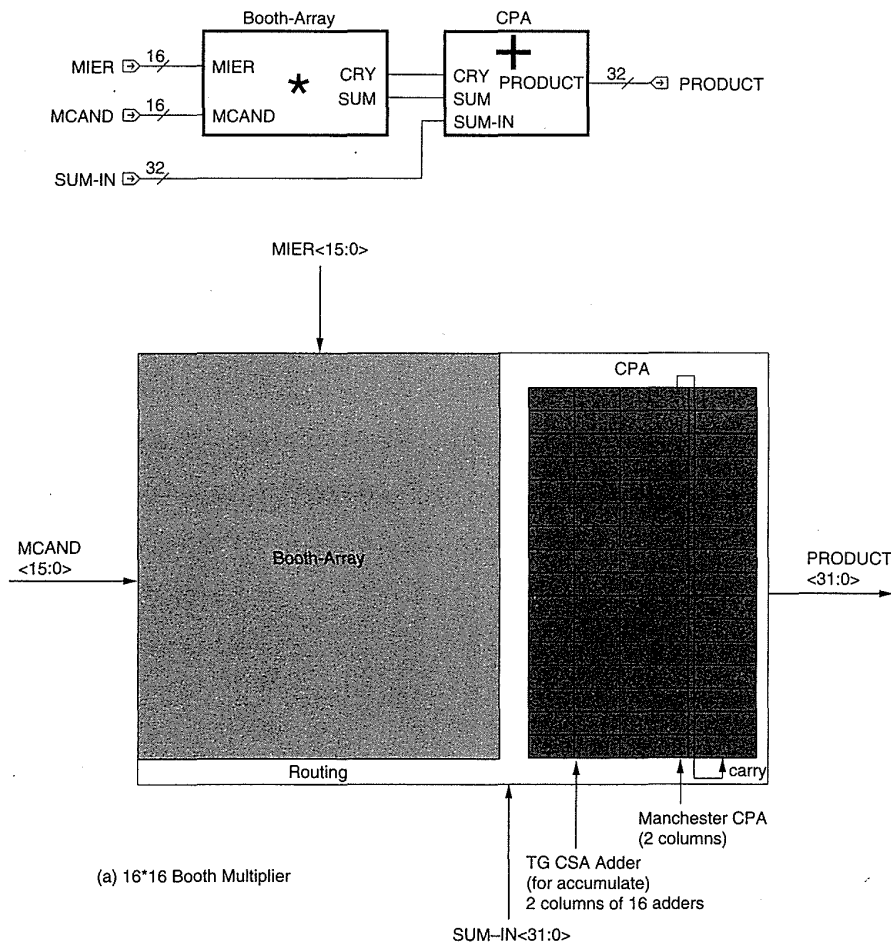 Booth-Array
CPA
MIER
16
MIER
CRY
CRY
PRODUCT
32
PRODUCT
MCAND
16
MCAND
*
SUM
SUM
+
SUM-IN
SUM-IN
32
MIER<15:0>
CPA
MCAND
<15:0>
Booth-Array
PRODUCT
<31:0>
Routing
carry
Manchester CPA
(2 columns)
TG CSA Adder
(for accumulate)
2 columns of 16 adders
(a) 16*16 Booth Multiplier
SUM–IN<31:0>